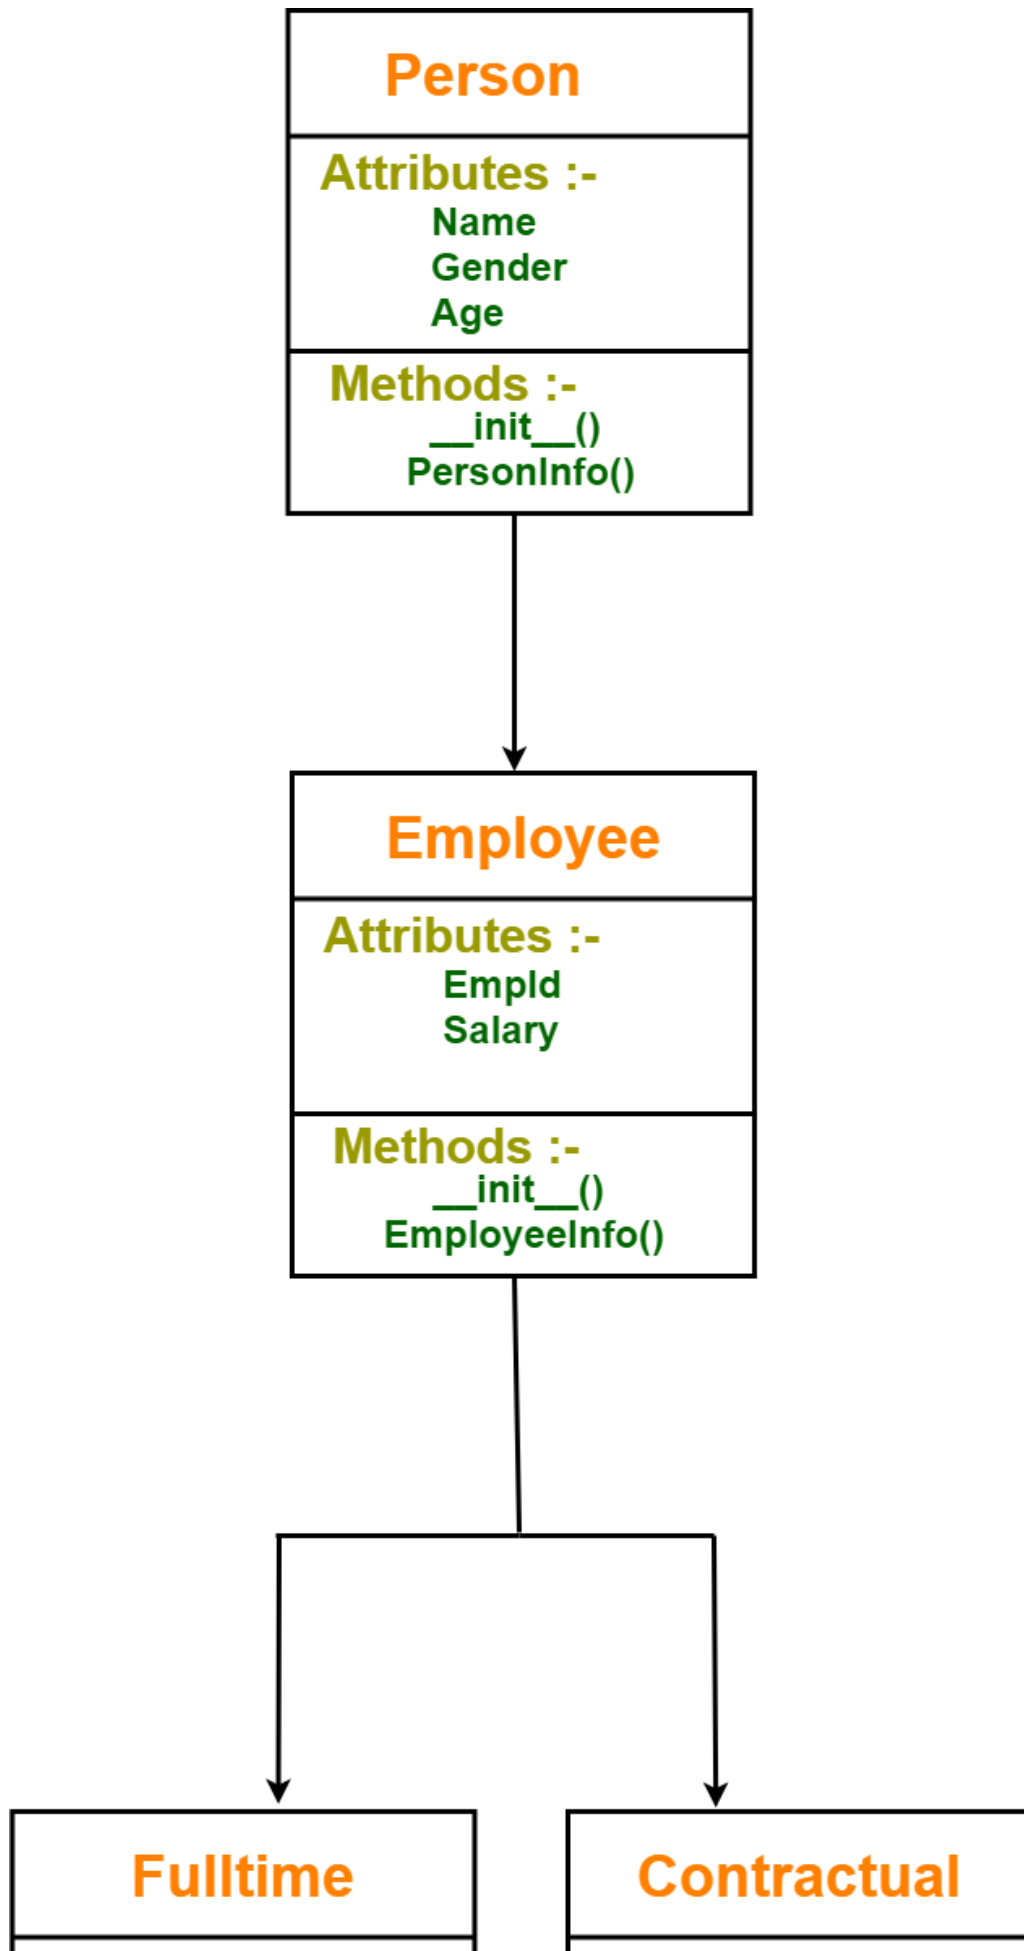 Person
Attributes :-
Name
Gender
Age
Methods :-
__init__()
PersonInfo()
Employee
Attributes :-
EmpId
Salary
Methods :-
__init__()
EmployeeInfo()
Fulltime
Contractual